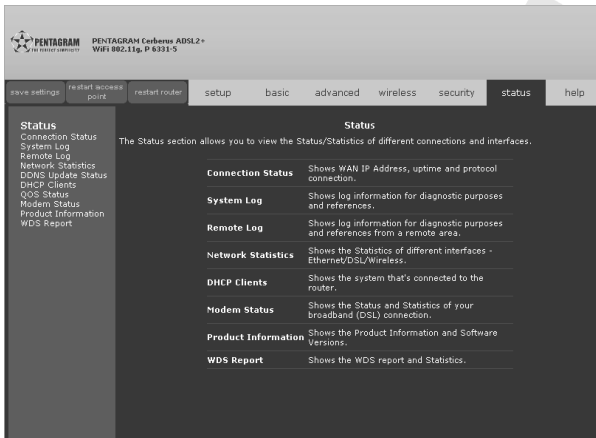 PENTAGRAM
THE PERFECT SIMPLICITY
PENTAGRAM Cerberus ADSL2+
WiFi 802.11g, P 6331-5
save settings
restart access
point
restart router
setup
basic
advanced
wireless
security
status
help
Status
Connection Status
System Log
Remote Log
Network Statistics
DDNS Update Status
DHCP Clients
QOS Status
Modem Status
Product Information
WDS Report
Status
The Status section allows you to view the Status/Statistics of different connections and interfaces.
Connection Status
Shows WAN IP Address, uptime and protocol
connection.
System Log
Shows log information for diagnostic purposes
and references.
Remote Log
Shows log information for diagnostic purposes
and references from a remote area.
Network Statistics
Shows the Statistics of different interfaces -
Ethernet/DSL/Wireless.
DHCP Clients
Shows the system that's connected to the
router.
Modem Status
Shows the Status and Statistics of your
broadband (DSL) connection.
Product Information
Shows the Product Information and Software
Versions.
WDS Report
Shows the WDS report and Statistics.